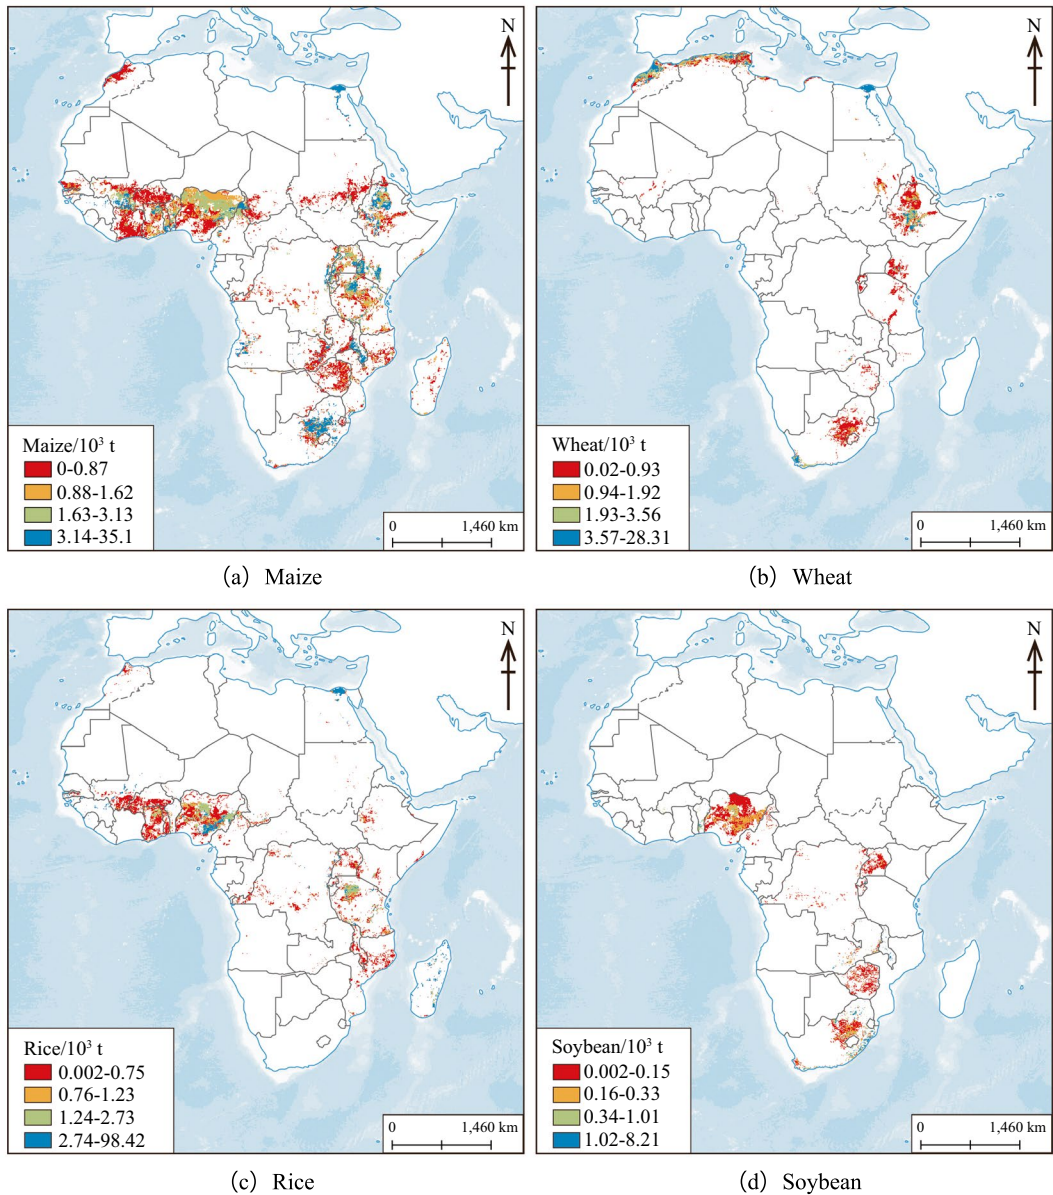 N
Maize/10³ t
0-0.87
0.88-1.62
1.63-3.13
3.14-35.1
0 1,460 km
(a) Maize
N
Wheat/10³ t
0.02-0.93
0.94-1.92
1.93-3.56
3.57-28.31
0 1,460 km
(b) Wheat
N
Rice/10³ t
0.002-0.75
0.76-1.23
1.24-2.73
2.74-98.42
0 1,460 km
(c) Rice
N
Soybean/10³ t
0.002-0.15
0.16-0.33
0.34-1.01
1.02-8.21
0 1,460 km
(d) Soybean